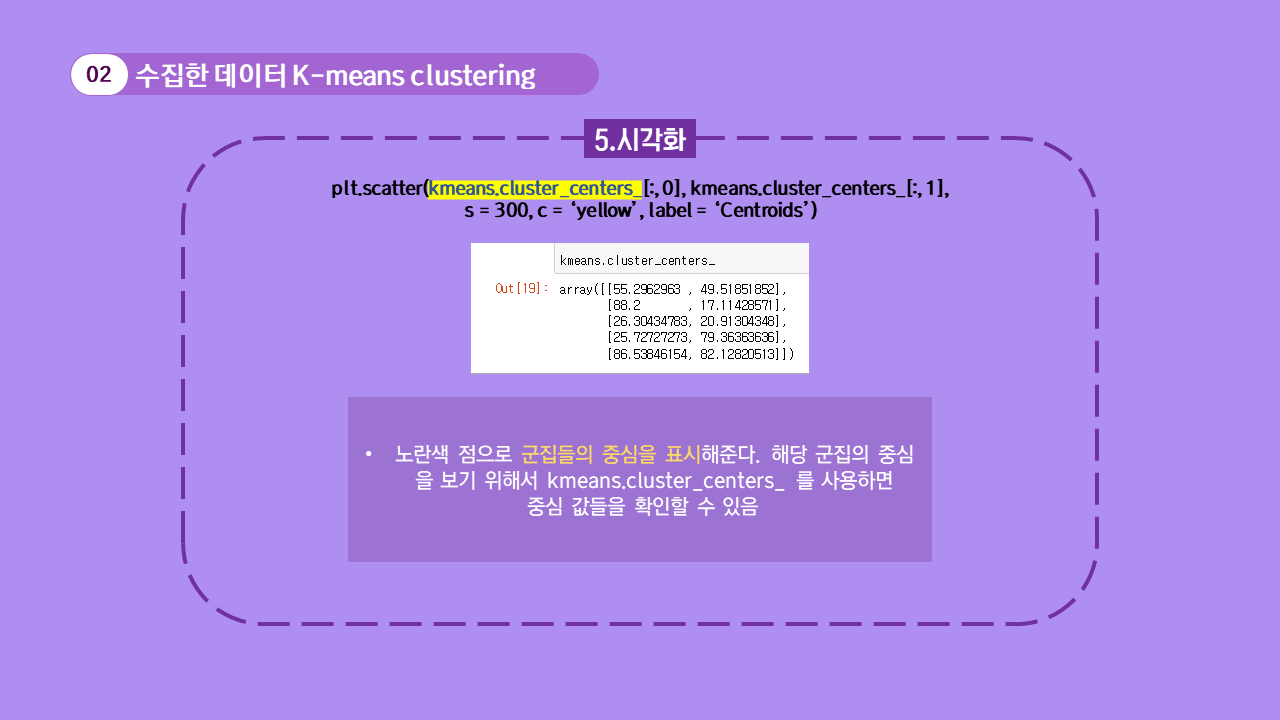 02 수집한 데이터 K-means clustering
5.시각화
plt.scatter(kmeans.cluster_centers_[:, 0], kmeans.cluster_centers_[:, 1],
s = 300, c = ‘yellow’, label = ‘Centroids’)
kmeans.cluster_centers_
Out[19]: array([[55.2962963 , 49.51851852],
[88.2 , 17.11428571],
[26.30434783, 20.91304348],
[25.72727273, 79.36363636],
[86.53846154, 82.12820513]])
• 노란색 점으로 군집들의 중심을 표시해준다. 해당 군집의 중심
을 보기 위해서 kmeans.cluster_centers_ 를 사용하면
중심 값들을 확인할 수 있음